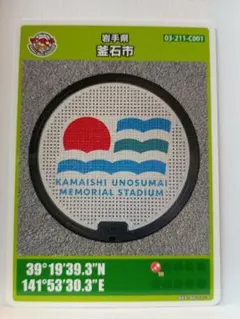 岩手県
釜石市
03-211-C001
KAMAISHI UNOSUMAI
MEMORIAL STADIUM
39°19'39.3"N
141°53'30.3"E